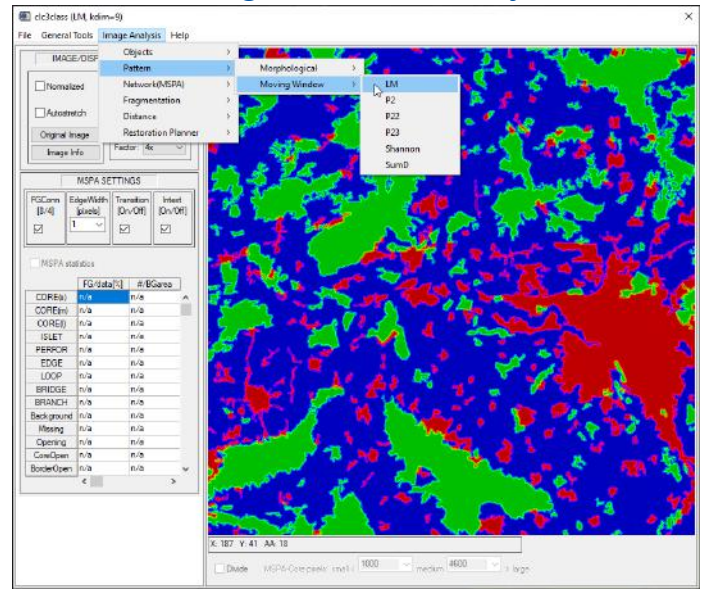 clc3class (LM, kdim=9)
File General Tools Image Analysis Help
IMAGE/DISP
Normalized
Autostretch
Original Image
Image Info
Factor: 4x
Objects
Pattern
Network(MSPA)
Fragmentation
Distance
Restoration Planner
Morphological
Moving Window
LM
P2
P22
P23
Shannon
SumD
MSPA SETTINGS
FGConn EdgeWidth Transition Intext
[8/4] [pixels] [On/Off] [On/Off]
1
MSPA statistics
FG/data[%] #/BGarea
CORE(s) n/a n/a
CORE(m) n/a n/a
CORE(l) n/a n/a
ISLET n/a n/a
PERFOR n/a n/a
EDGE n/a n/a
LOOP n/a n/a
BRIDGE n/a n/a
BRANCH n/a n/a
Background n/a n/a
Missing n/a n/a
Opening n/a n/a
CoreOpen n/a n/a
BorderOpen n/a n/a
X: 187 Y: 41 AA: 18
Divide small < 1000 medium 4600 > large